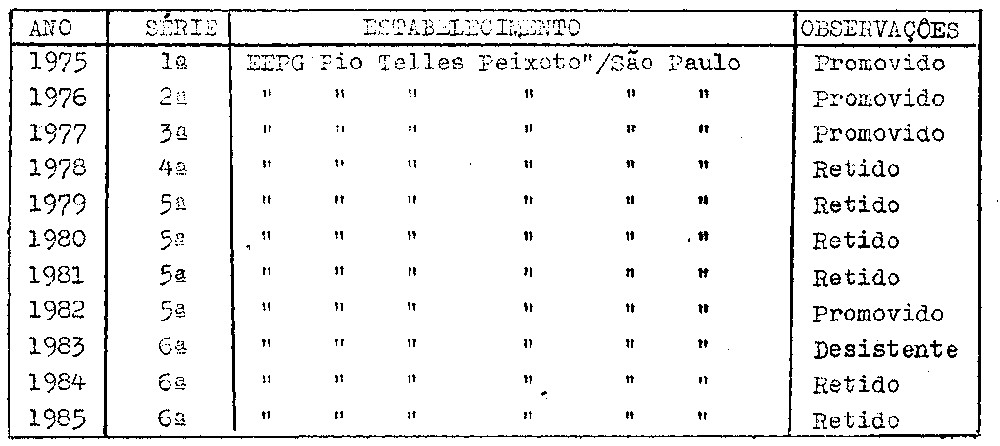 ANO SÉRIE ESTABELECIMENTO OBSERVAÇÕES
1975 1ª EEPG Pio Telles Peixoto"/São Paulo Promovido
1976 2ª " " " " " " Promovido
1977 3ª " " " " " " Promovido
1978 4ª " " " " " " Retido
1979 5ª " " " " " " Retido
1980 5ª " " " " " " Retido
1981 5ª " " " " " " Retido
1982 5ª " " " " " " Promovido
1983 6ª " " " " " " Desistente
1984 6ª " " " " " " Retido
1985 6ª " " " " " " Retido